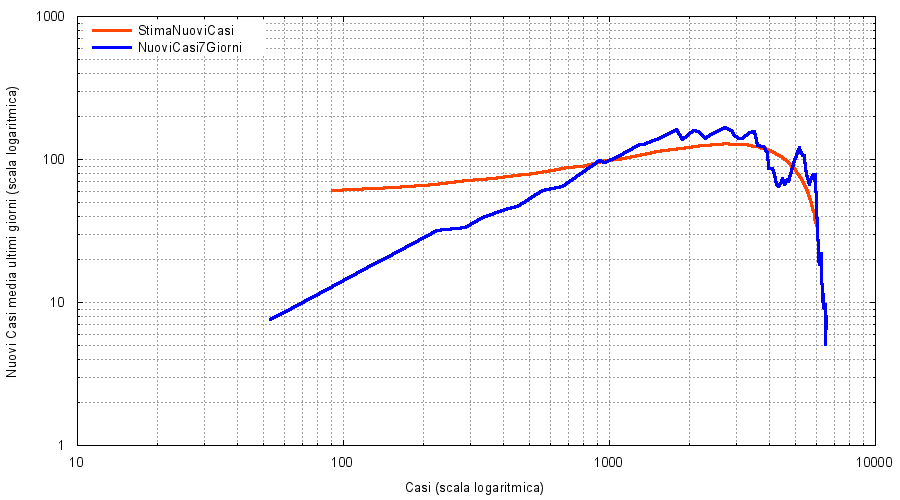 1000
StimaNuoviCasi
NuoviCasi7Giorni
100
10
1
Nuovi Casi media ultimi giorni (scala logaritmica)
10
100
1000
10000
Casi (scala logaritmica)